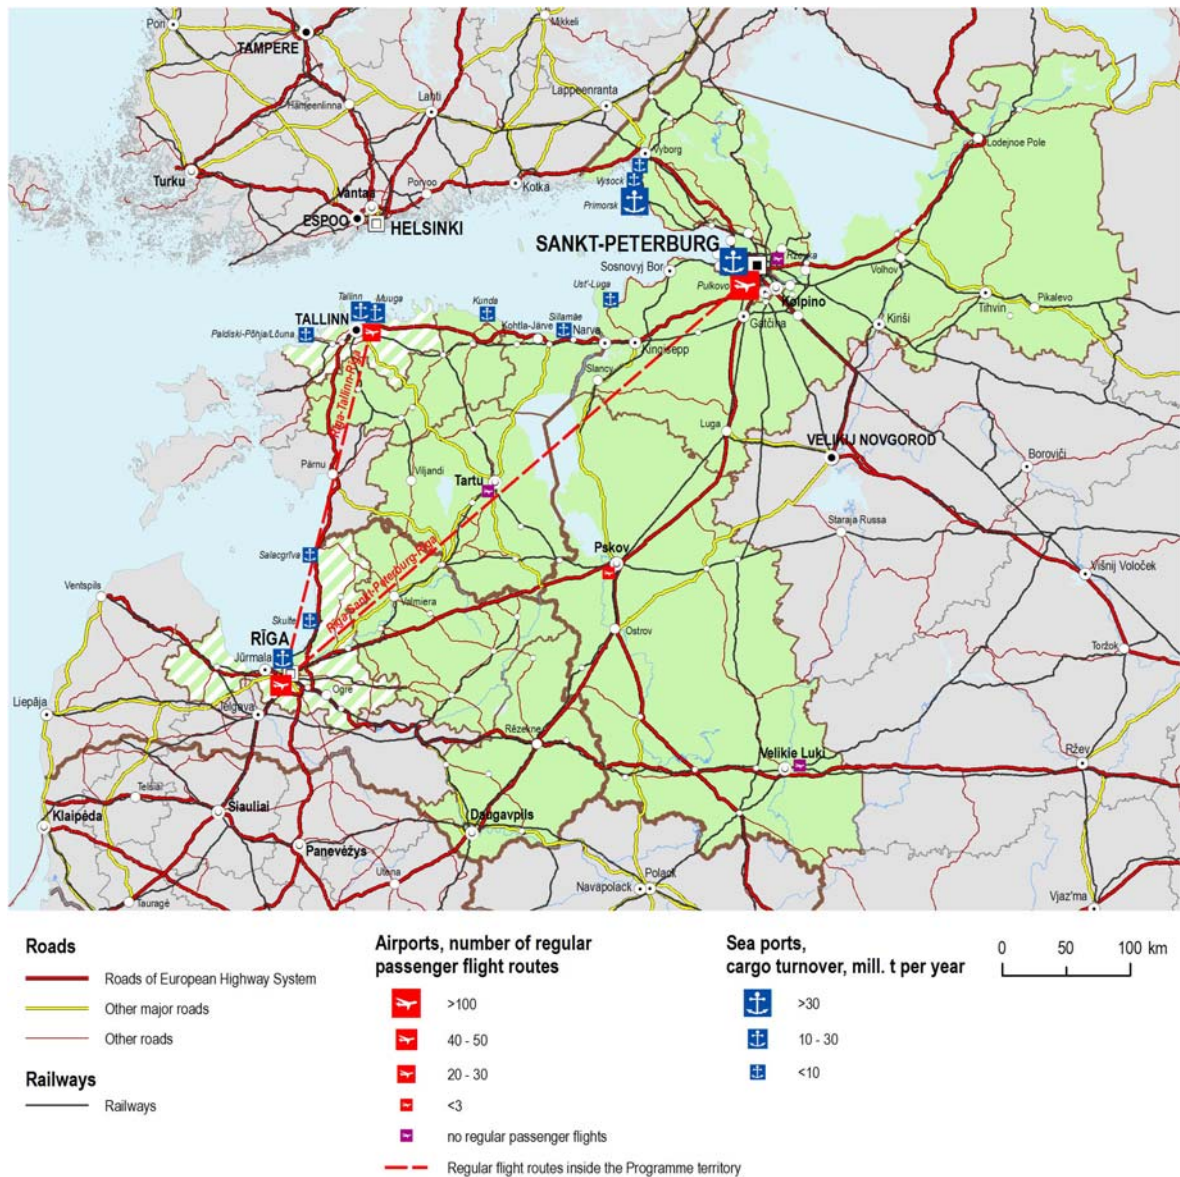 Pori
TAMPERE
Mikkeli
Hämeenlinna
Lahti
Lappeenranta
Lodejnoe Pole
Vyborg
Turku
Vantaa
Porvoo
Kotka
Vysock
Primorsk
ESPOO
HELSINKI
SANKT-PETERBURG
Rževka
Sosnovyj Bor
Volhov
Pulkovo
Kolpino
Tihvin
Pikalevo
Ust'-Luga
Tallinn
Muuga
Kunda
Sillamäe
TALLINN
Paldiski-Põhja/Lõuna
Kohtla-Järve
Narva
Kingisepp
Gatčina
Kiriši
Slancy
Riga-Tallinn-Riga
Luga
VELIKIJ NOVGOROD
Boroviči
Pärnu
Viljandi
Tartu
Staraja Russa
Salacgrīva
Riga-Sankt-Peterburg-Riga
Pskov
Višnij Voloček
Ventspils
Valmiera
Skulte
Ostrov
RĪGA
Jūrmala
Toržok
Ogre
Liepāja
Jelgava
Rēzekne
Velikie Luki
Ržev
Telšiai
Šiauliai
Klaipėda
Daugavpils
Panevėžys
Utena
Polack
Navapolack
Tauragė
Vjaz'ma
Roads
Roads of European Highway System
Other major roads
Other roads
Railways
Railways
Airports, number of regular
passenger flight routes
>100
40 - 50
20 - 30
<3
no regular passenger flights
Regular flight routes inside the Programme territory
Sea ports,
cargo turnover, mill. t per year
>30
10 - 30
<10
0 50 100 km